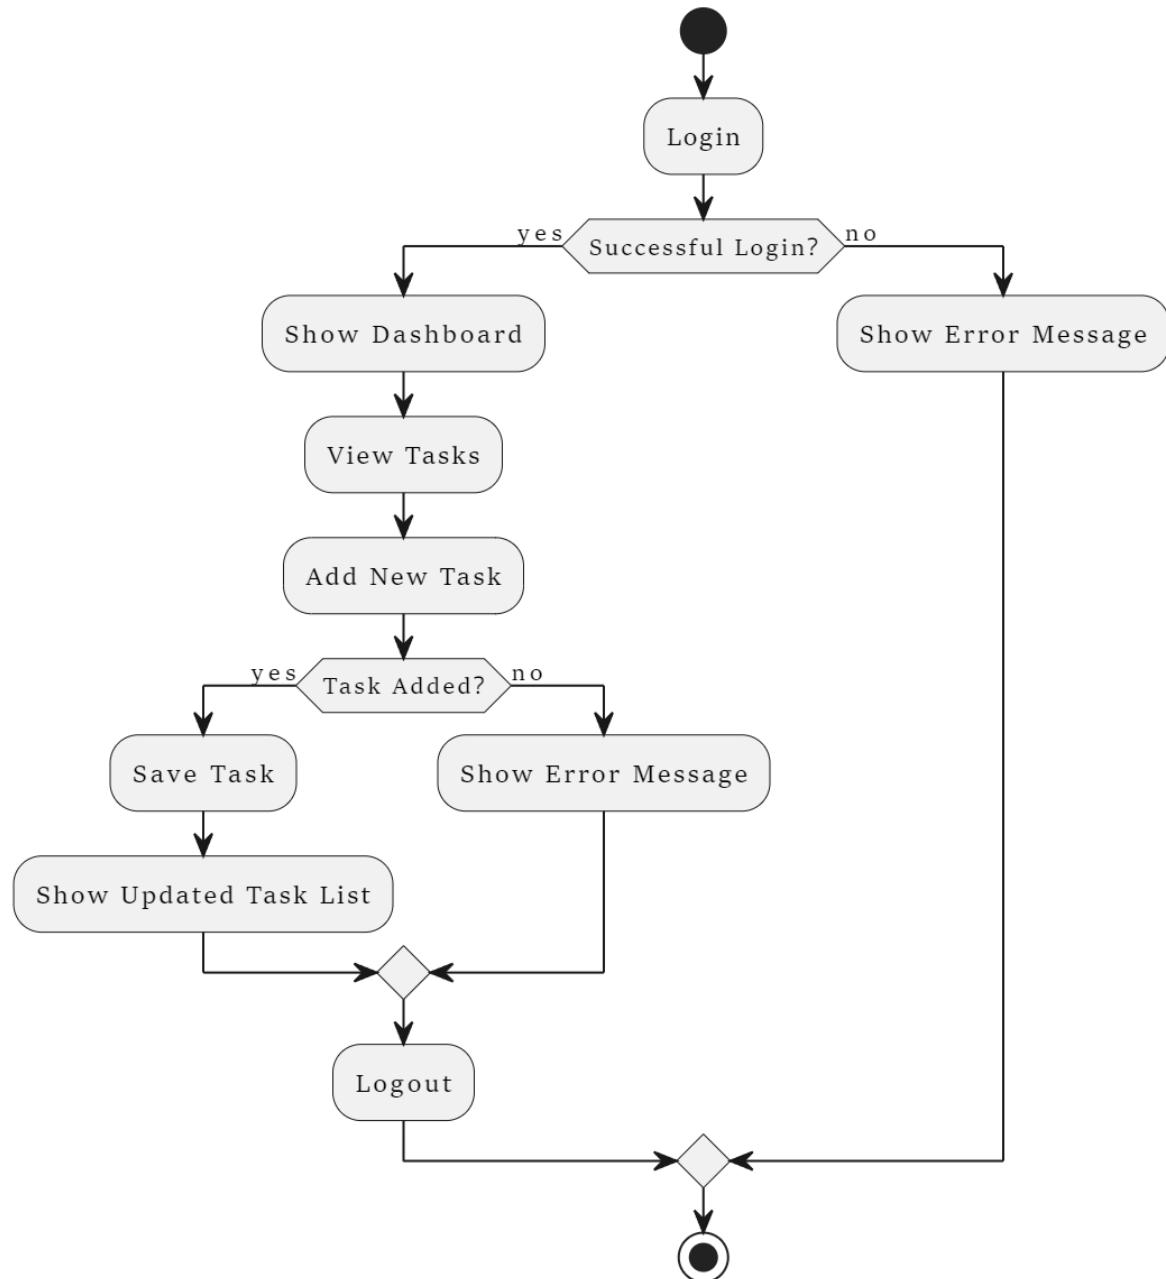 Login
yes
Successful Login?
no
Show Dashboard
Show Error Message
View Tasks
Add New Task
yes
Task Added?
no
Save Task
Show Error Message
Show Updated Task List
Logout